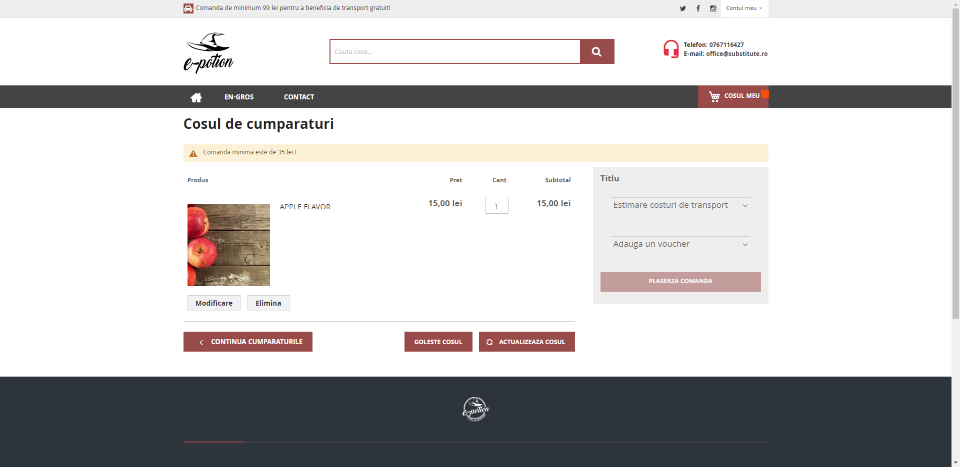 Comanda de minimum 99 lei pentru a beneficia de transport gratuit!
Contul meu
e-potion
Cauta ceva...
Telefon: 0767116427
E-mail: office@substitute.ro
EN-GROS
CONTACT
COSUL MEU
Cosul de cumparaturi
Comanda minima este de 35 lei !
Produs
Pret
Cant.
Subtotal
APPLE FLAVOR
15,00 lei
1
15,00 lei
Modificare
Elimina
CONTINUA CUMPARATURILE
GOLESTE COSUL
ACTUALIZEAZA COSUL
Titlu
Estimare costuri de transport
Adauga un voucher
PLASEAZA COMANDA
e-potion